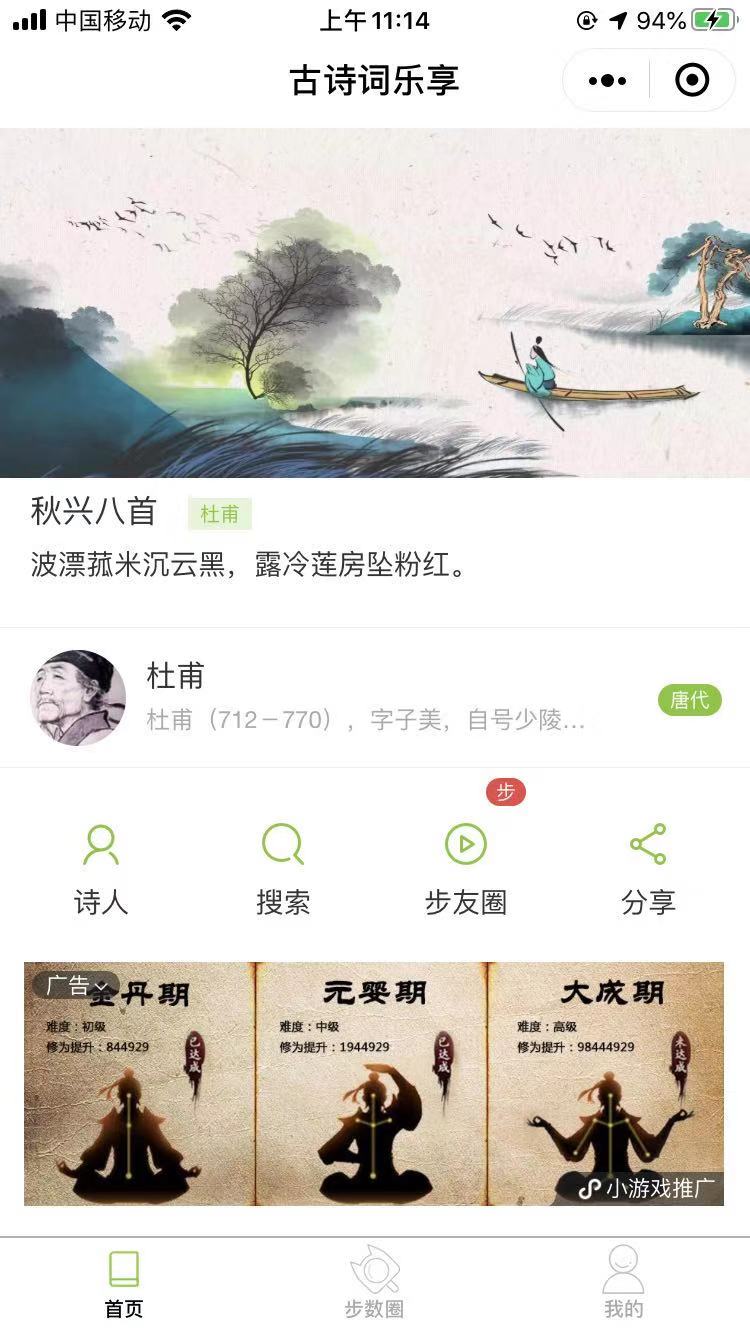 中国移动
上午11:14
94%
古诗词乐享
秋兴八首 杜甫
波漂菰米沉云黑，露冷莲房坠粉红。
杜甫
杜甫（712－770），字子美，自号少陵…
唐代
步
诗人 搜索 步友圈 分享
广告
金丹期
难度：初级
修为提升：844929
已达成
元婴期
难度：中级
修为提升：1944929
已达成
大成期
难度：高级
修为提升：98444929
未达成
小游戏推广
首页 步数圈 我的